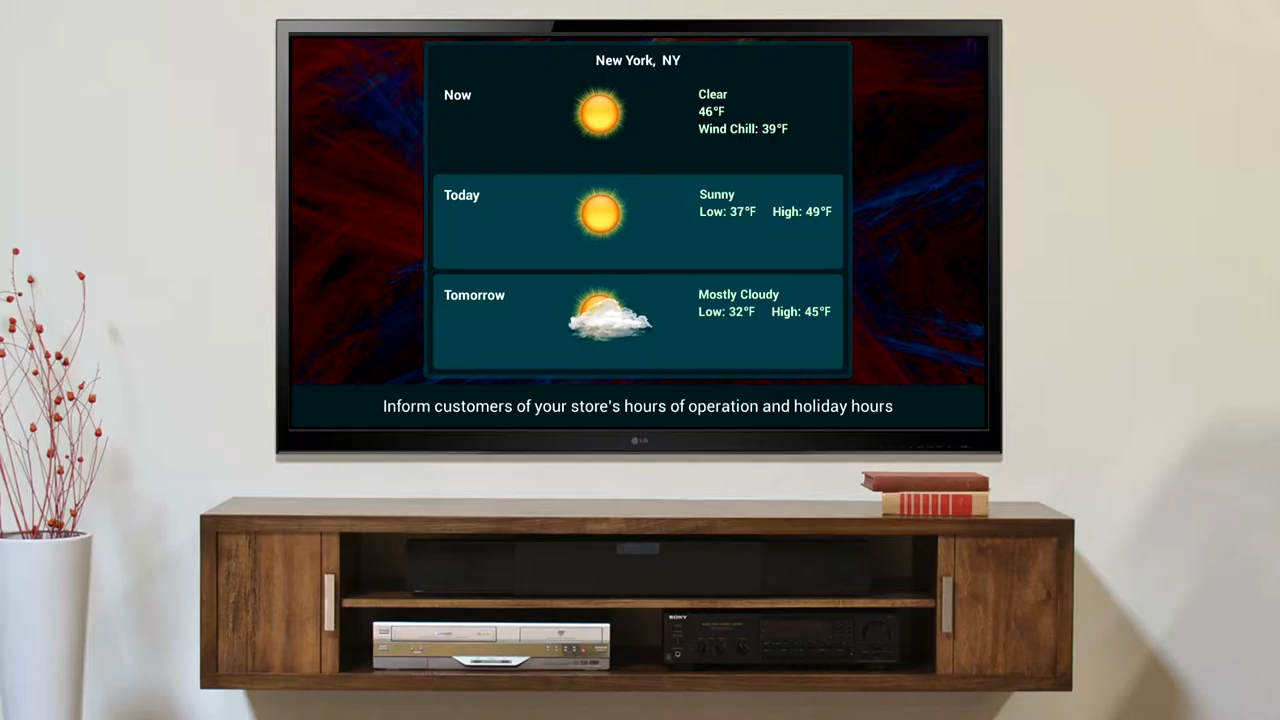 New York, NY
Now
Clear
46°F
Wind Chill: 39°F
Today
Sunny
Low: 37°F High: 49°F
Tomorrow
Mostly Cloudy
Low: 32°F High: 45°F
Inform customers of your store's hours of operation and holiday hours
LG
SONY